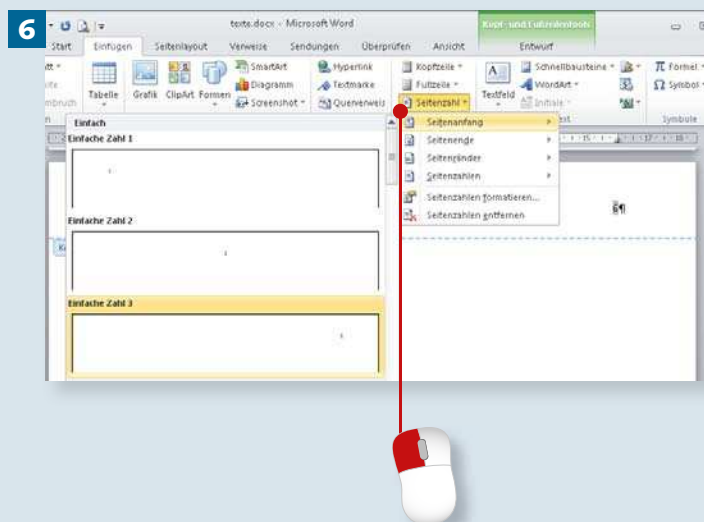 6
texte.docx - Microsoft Word
Kopf- und Fußzeilentools
Start Einfügen Seitenlayout Verweise Sendungen Überprüfen Ansicht Entwurf
SmartArt Hyperlink Kopfzeile Schnellbausteine Formel
Diagramm Textmarke Fußzeile WordArt Symbol
Tabelle Grafik ClipArt Formen Screenshot Querverweis Seitenzahl Textfeld Initiale
Symbole
Einfach
Einfache Zahl 1
Einfache Zahl 2
Einfache Zahl 3
Seitenanfang
Seitenende
Seitenränder
Seitenzahlen
Seitenzahlen formatieren...
Seitenzahlen entfernen
6¶